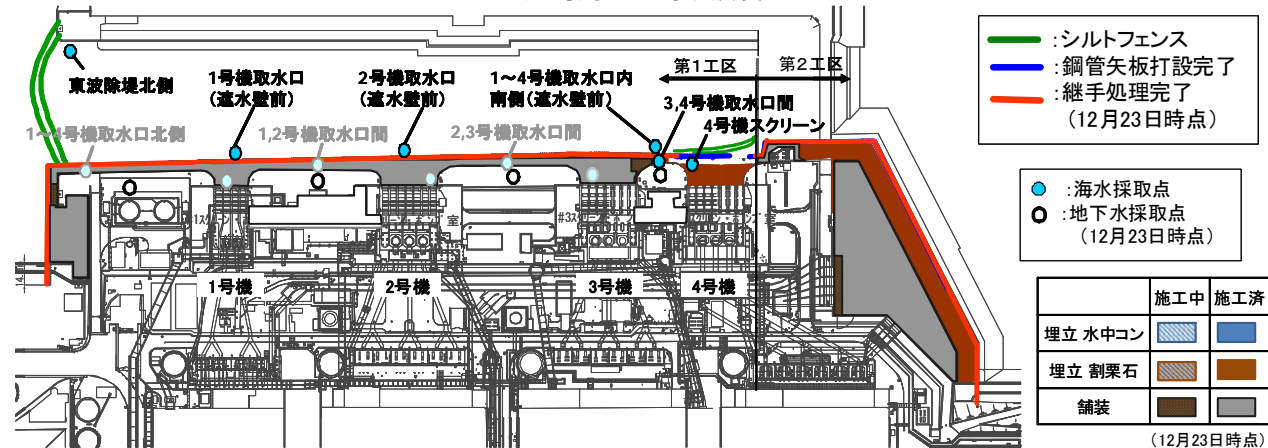 東波除堤北側
1号機取水口
(遮水壁前)
2号機取水口
(遮水壁前)
1～4号機取水口内
南側(遮水壁前)
第1工区
第2工区
3,4号機取水口間
4号機スクリーン
1～4号機取水口北側
1,2号機取水口間
2,3号機取水口間
1号機
2号機
3号機
4号機
:シルトフェンス
:鋼管矢板打設完了
:継手処理完了
(12月23日時点)
:海水採取点
:地下水採取点
(12月23日時点)
施工中 施工済
埋立 水中コン
埋立 割栗石
舗装
(12月23日時点)